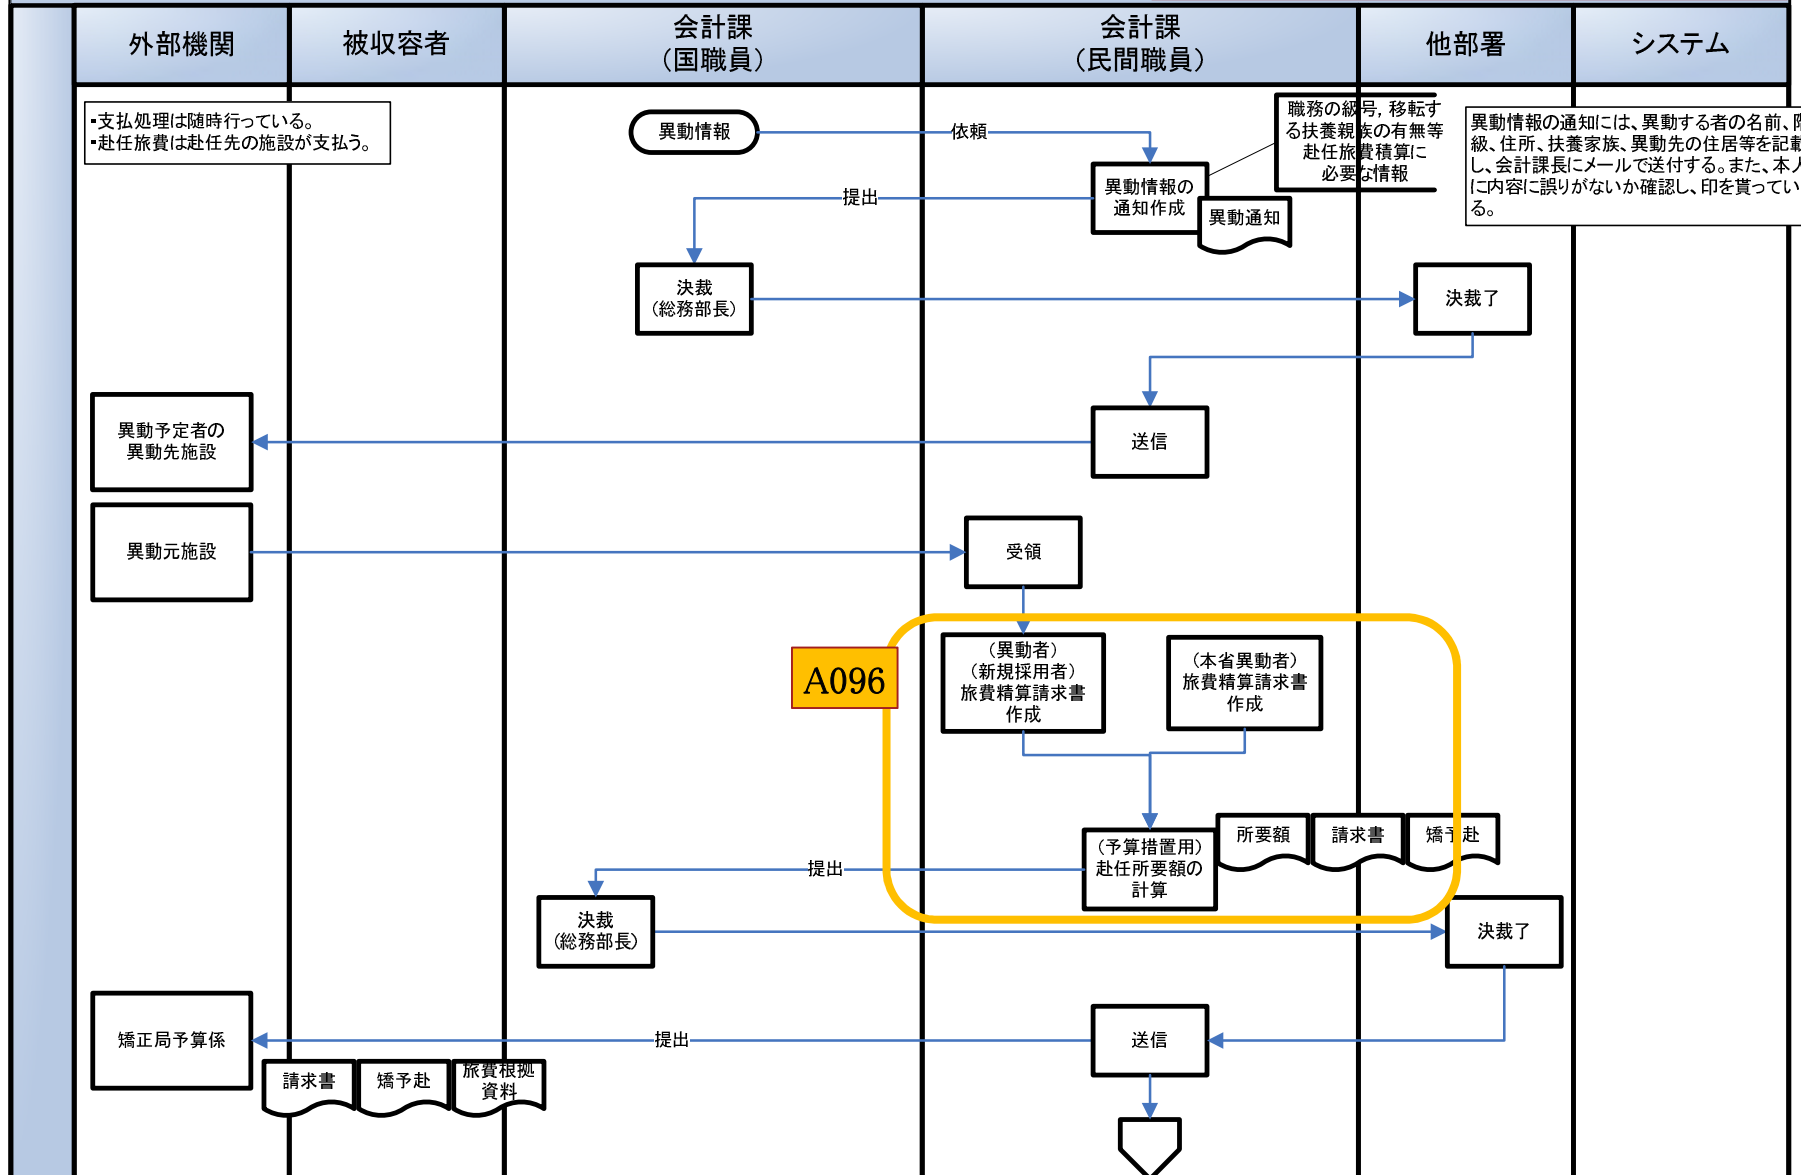 外部機関
被収容者
会計課
（国職員）
会計課
（民間職員）
他部署
システム
・支払処理は随時行っている。
・赴任旅費は赴任先の施設が支払う。
異動情報
依頼
職務の級号，移転す
る扶養親族の有無等
赴任旅費積算に
必要な情報
異動情報の通知には、異動する者の名前、階
級、住所、扶養家族、異動先の住居等を記載
し、会計課長にメールで送付する。また、本人
に内容に誤りがないか確認し、印を貰ってい
る。
異動情報の
通知作成
異動通知
提出
決裁
（総務部長）
決裁了
異動予定者の
異動先施設
送信
異動元施設
受領
A096
（異動者）
（新規採用者）
旅費精算請求書
作成
（本省異動者）
旅費精算請求書
作成
（予算措置用）
赴任所要額の
計算
所要額
請求書
矯予赴
提出
決裁
（総務部長）
決裁了
矯正局予算係
提出
送信
請求書
矯予赴
旅費根拠
資料